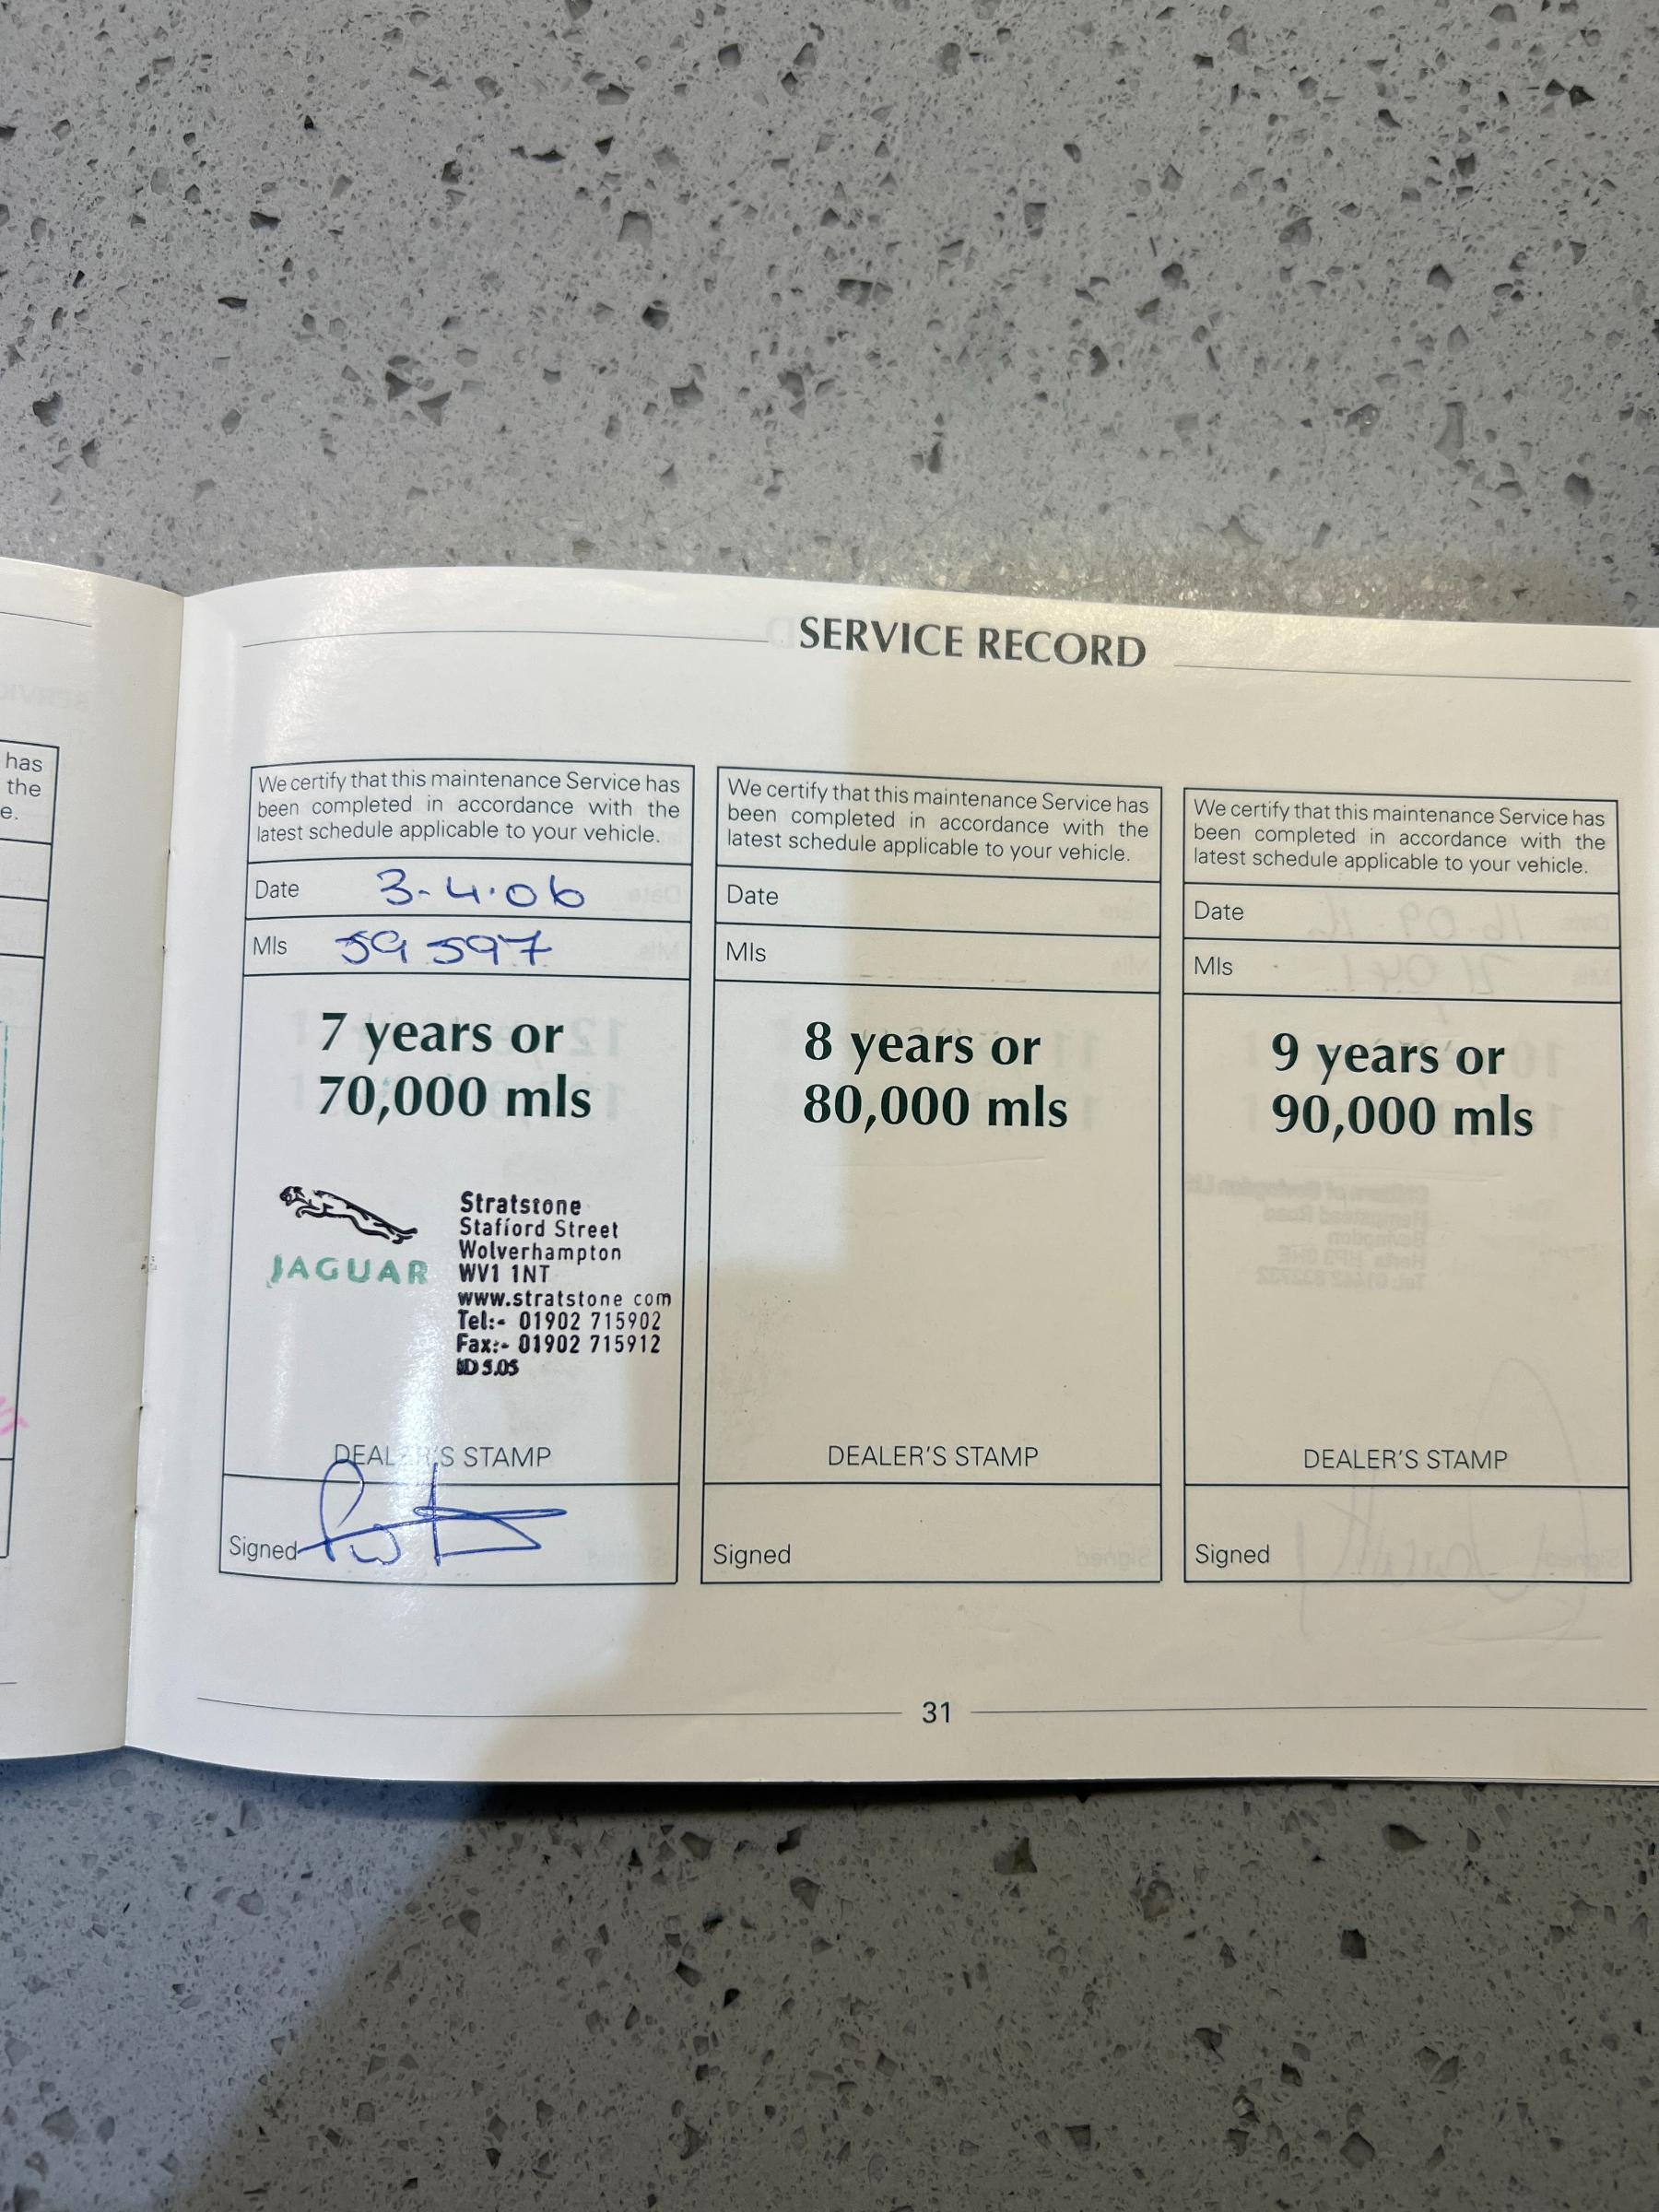 has
the
e.
SERVICE RECORD
We certify that this maintenance Service has
been completed in accordance with the
latest schedule applicable to your vehicle.
Date 3-4.06
Mls 59 597
7 years or
70,000 mls
JAGUAR
Stratstone
Stafford Street
Wolverhampton
WV1 1NT
www.stratstone com
Tel:- 01902 715902
Fax:- 01902 715912
DEALER'S STAMP
Signed
We certify that this maintenance Service has
been completed in accordance with the
latest schedule applicable to your vehicle.
Date
Mls
8 years or
80,000 mls
DEALER'S STAMP
Signed
We certify that this maintenance Service has
been completed in accordance with the
latest schedule applicable to your vehicle.
Date
Mls
9 years or
90,000 mls
DEALER'S STAMP
Signed
31